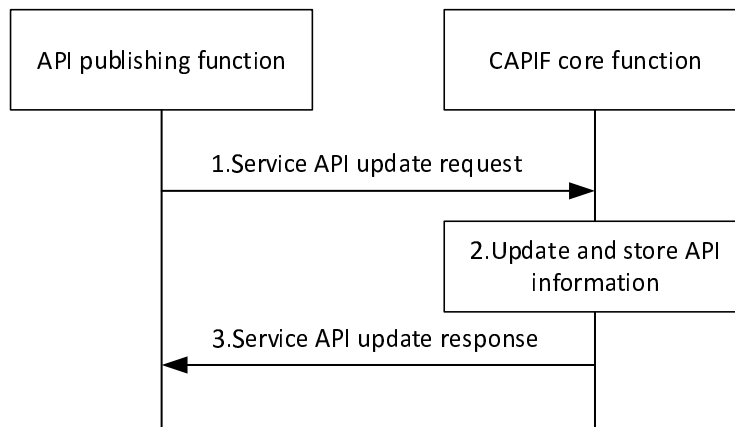 API publishing function
CAPIF core function
1.Service API update request
2.Update and store API
information
3.Service API update response